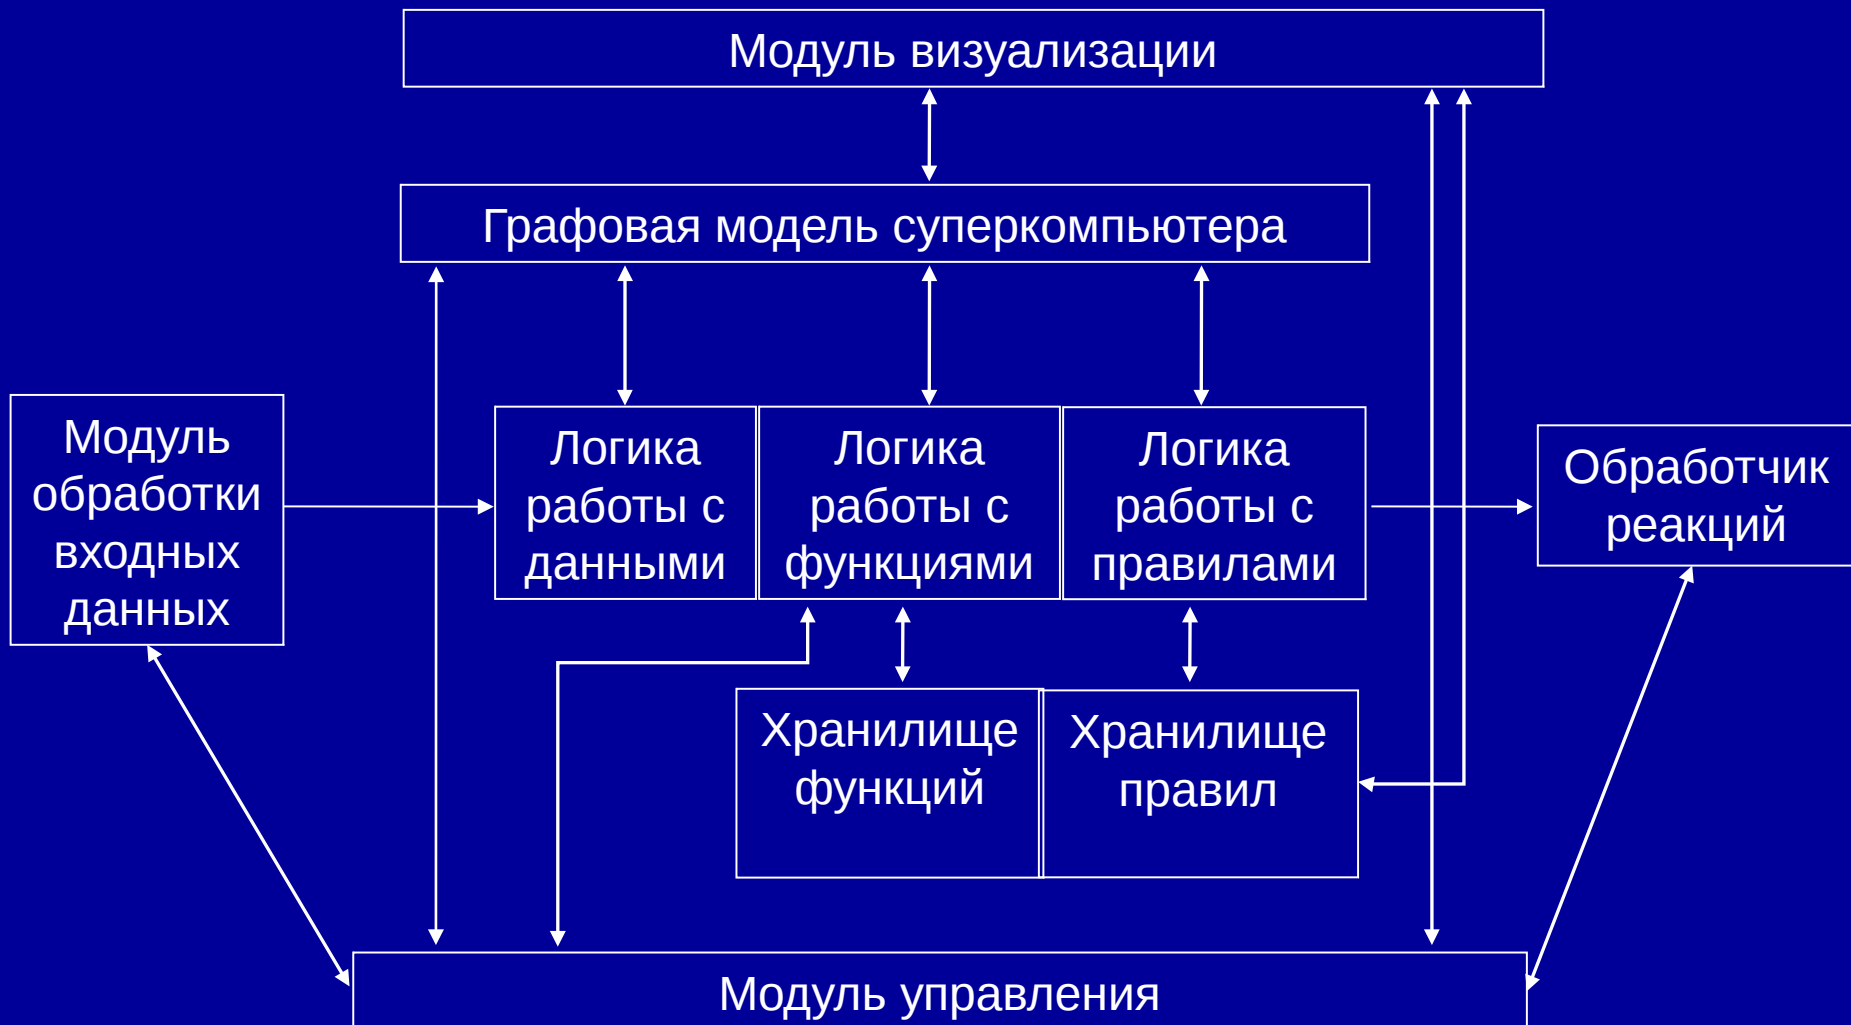 Модуль визуализации
Графовая модель суперкомпьютера
Модуль
обработки
входных
данных
Логика
работы с
данными
Логика
работы с
функциями
Логика
работы с
правилами
Обработчик
реакций
Хранилище
функций
Хранилище
правил
Модуль управления